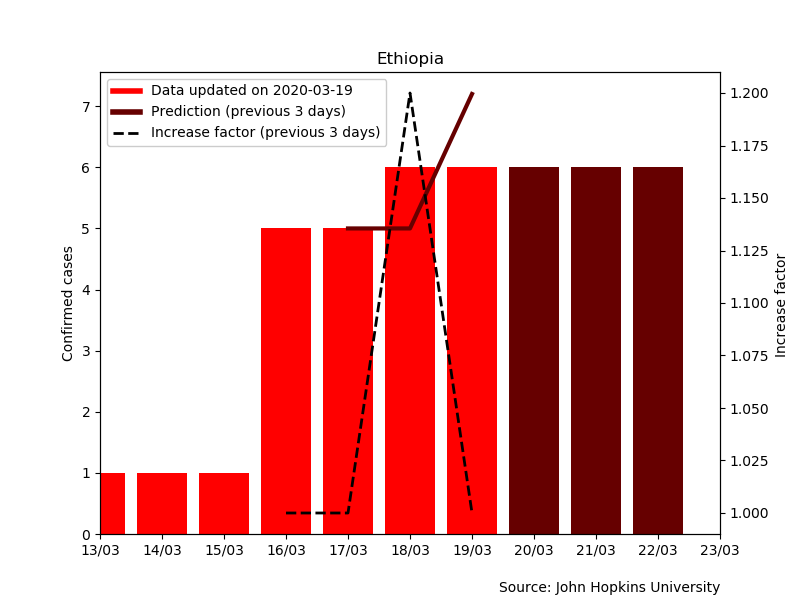 Ethiopia
Data updated on 2020-03-19
Prediction (previous 3 days)
Increase factor (previous 3 days)
Confirmed cases
7
6
5
4
3
2
1
0
1.200
1.175
1.150
1.125
1.100
1.075
1.050
1.025
1.000
Increase factor
13/03 14/03 15/03 16/03 17/03 18/03 19/03 20/03 21/03 22/03 23/03
Source: John Hopkins University